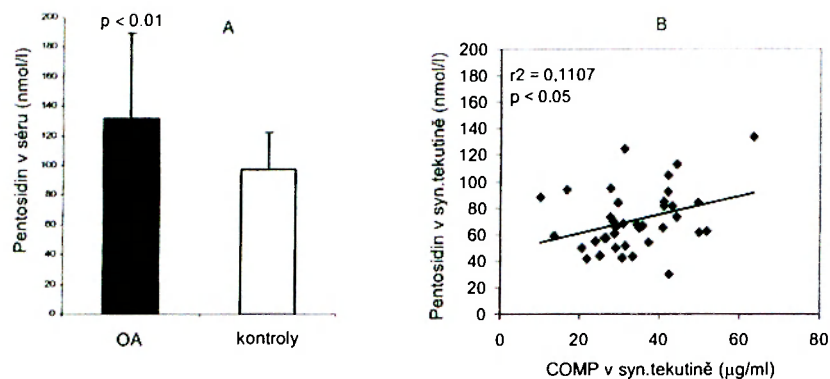 p < 0.01
A
Pentosidin v séru (nmol/l)
200
180
160
140
120
100
80
60
40
20
0
OA
kontroly
B
r2 = 0,1107
p < 0.05
Pentosidin v syn.tekutině (nmol/l)
200
180
160
140
120
100
80
60
40
20
0
0 20 40 60 80
COMP v syn.tekutině (µg/ml)